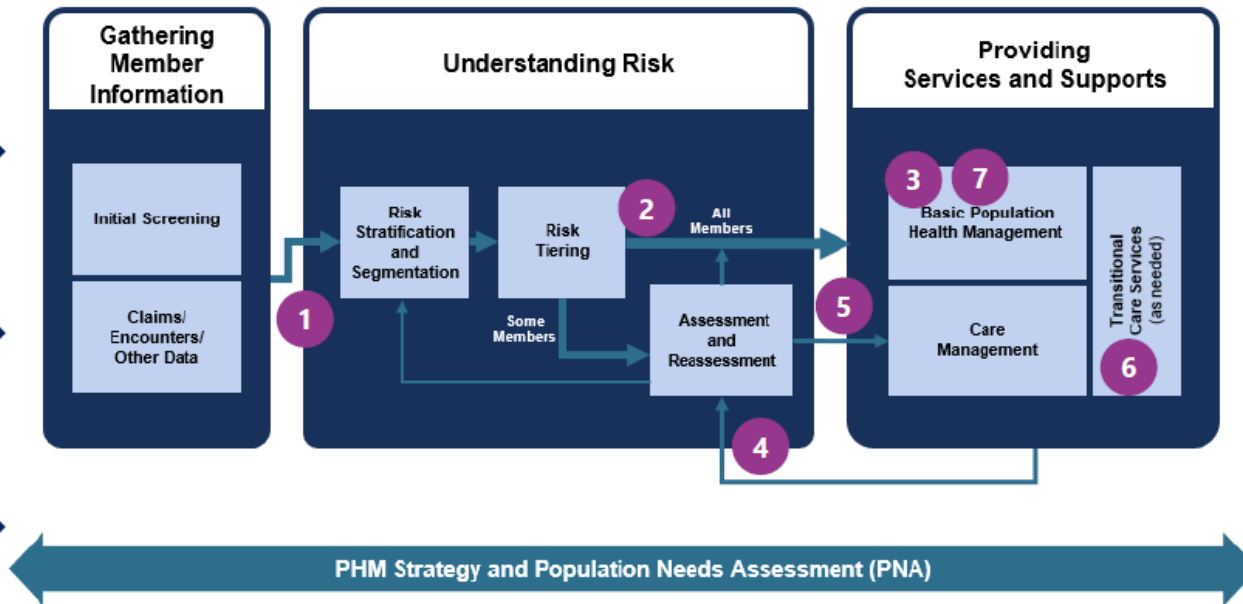 Gathering
Member
Information
Initial Screening
Claims/
Encounters/
Other Data
1
Understanding Risk
Risk
Stratification
and
Segmentation
Risk
Tiering
2
All
Members
Some
Members
Assessment
and
Reassessment
5
4
Providing
Services and Supports
3
7
Basic Population
Health Management
Care
Management
Transitional
Care Services
(as needed)
6
PHM Strategy and Population Needs Assessment (PNA)